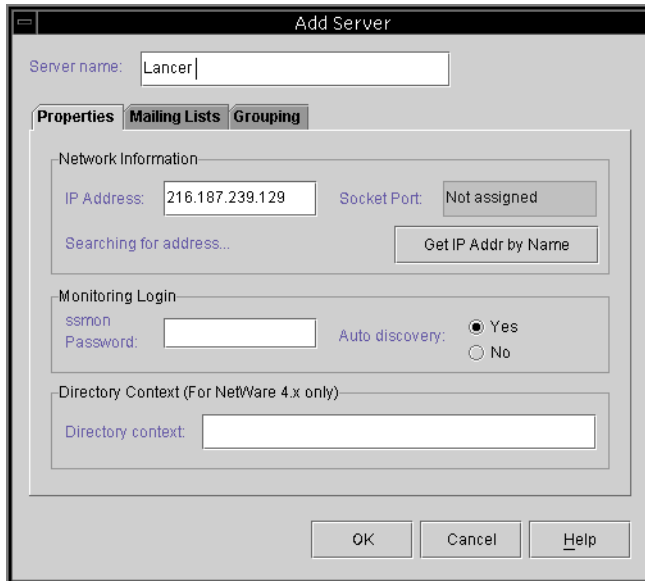 Add Server
Server name: Lancer
Properties Mailing Lists Grouping
Network Information
IP Address: 216.187.239.129 Socket Port: Not assigned
Searching for address... Get IP Addr by Name
Monitoring Login
ssmon
Password: Auto discovery: Yes
No
Directory Context (For NetWare 4.x only)
Directory context:
OK Cancel Help